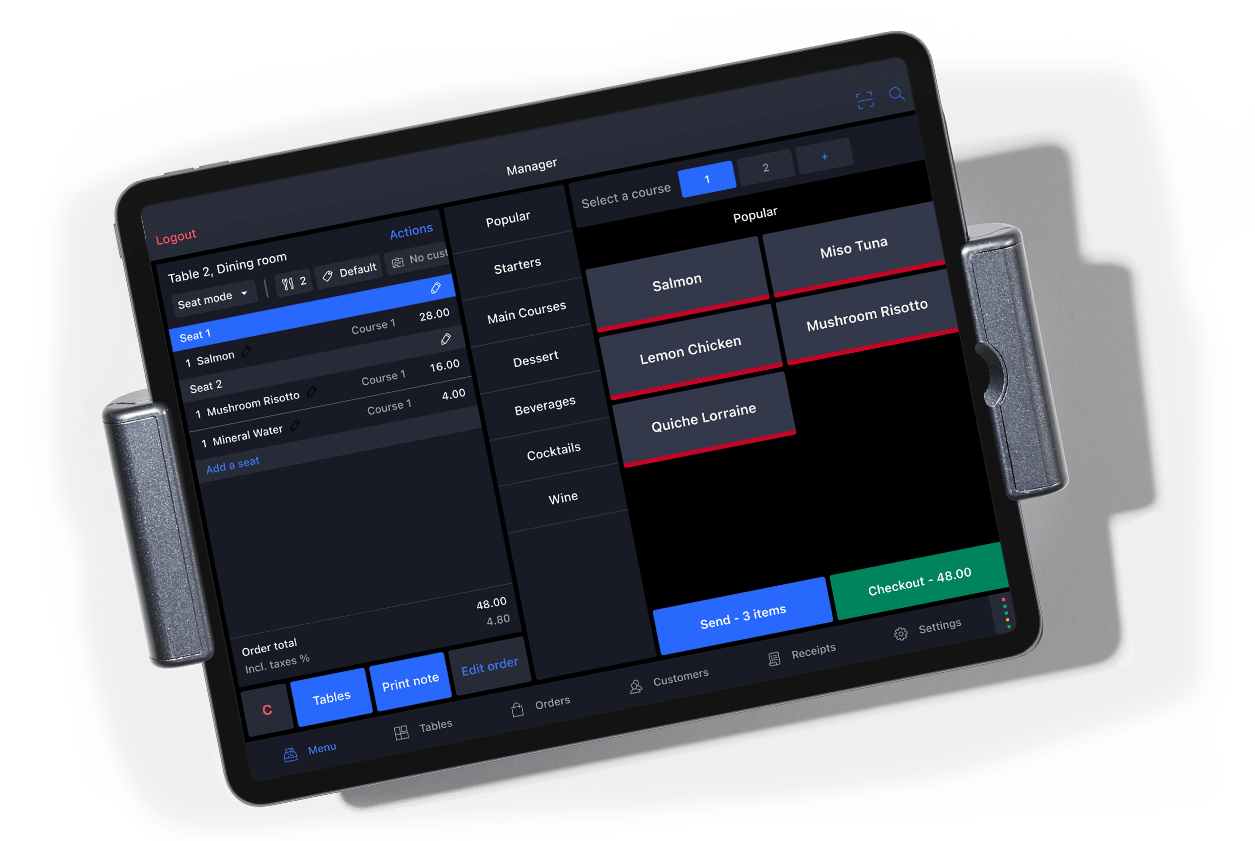 Manager
Logout
Actions
Table 2, Dining room
Seat mode
2
Default
No cust
Seat 1
1 Salmon Course 1 28.00
Seat 2
1 Mushroom Risotto Course 1 16.00
1 Mineral Water Course 1 4.00
Add a seat
Order total 48.00
Incl. taxes % 4.80
C
Tables
Print note
Edit order
Popular
Starters
Main Courses
Dessert
Beverages
Cocktails
Wine
Select a course 1 2 +
Popular
Salmon
Miso Tuna
Lemon Chicken
Mushroom Risotto
Quiche Lorraine
Send - 3 items
Checkout - 48.00
Menu
Tables
Orders
Customers
Receipts
Settings